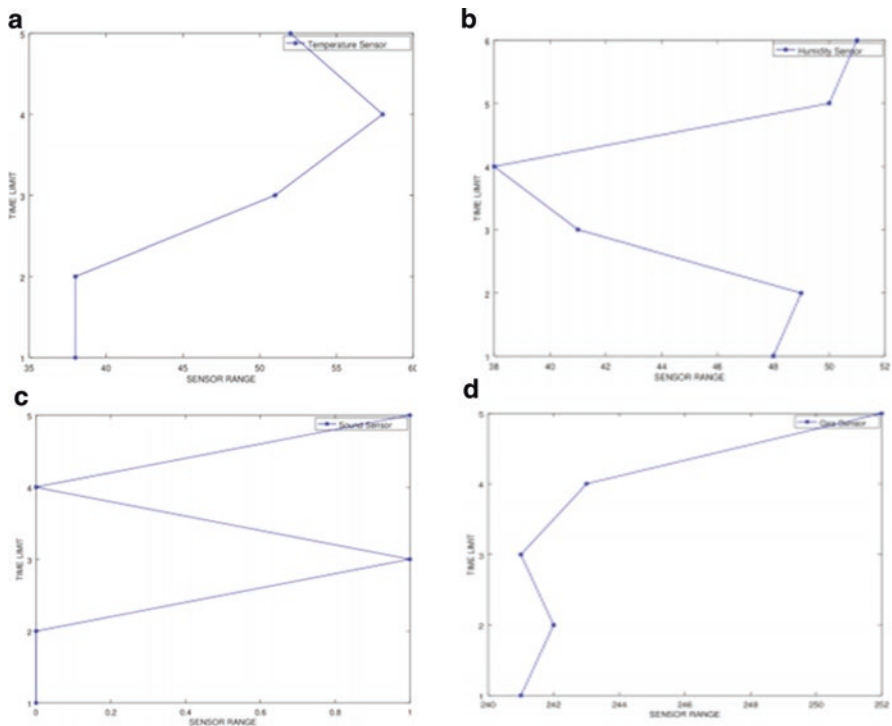 a
5
Temperature Sensor
4
3
2
1
TIME LIMIT
35 40 45 50 55 60
SENSOR RANGE
b
6
Humidity Sensor
5
4
3
2
1
TIME LIMIT
38 40 42 44 46 48 50 52
SENSOR RANGE
c
5
Sound Sensor
4
3
2
1
TIME LIMIT
0 0.2 0.4 0.6 0.8 1
SENSOR RANGE
d
5
Gas Sensor
4
3
2
1
TIME LIMIT
240 242 244 246 248 250 252
SENSOR RANGE